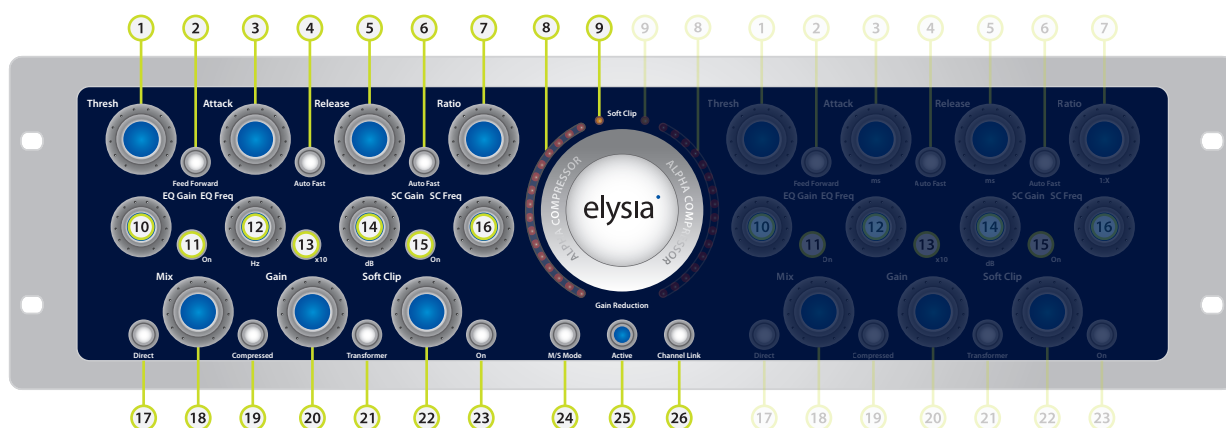 1 2 3 4 5 6 7 8 9 9 8 1 2 3 4 5 6 7
Soft Clip
Thresh Attack Release Ratio Thresh Attack Release Ratio
Feed Forward Auto Fast Auto Fast Feed Forward ms Auto Fast ms Auto Fast 1:X
ALPHA COMPRESSOR ALPHA COMPRESSOR
elysia
EQ Gain EQ Freq SC Gain SC Freq EQ Gain EQ Freq SC Gain SC Freq
10 12 14 16 10 12 14 16
11 13 15 11 13 15
On Hz x10 dB On On Hz x10 dB On
Mix Gain Soft Clip Mix Gain Soft Clip
Gain Reduction
Direct Compressed Transformer On M/S Mode Active Channel Link Direct Compressed Transformer On
17 18 19 20 21 22 23 24 25 26 17 18 19 20 21 22 23